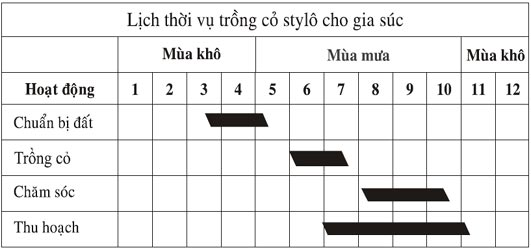 Lịch thời vụ trồng cỏ stylô cho gia súc
Mùa khô Mùa mưa Mùa khô
Hoạt động 1 2 3 4 5 6 7 8 9 10 11 12
Chuẩn bị đất
Trồng cỏ
Chăm sóc
Thu hoạch